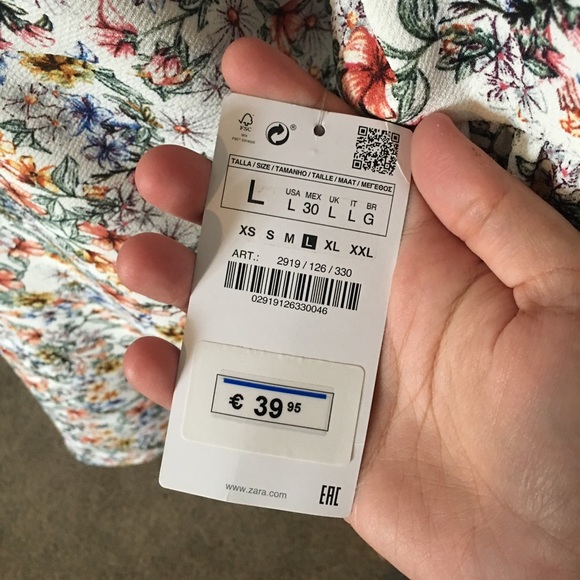 FSC
®
TALLA / SIZE / TAMANHO / TAILLE / MAAT / ΜΕΓΕΘΟΣ
L
USA MEX UK IT BR
L 30 L L G
XS S M L XL XXL
ART.: 2919 / 126 / 330
02919126330046
€ 39 95
www.zara.com
EAC